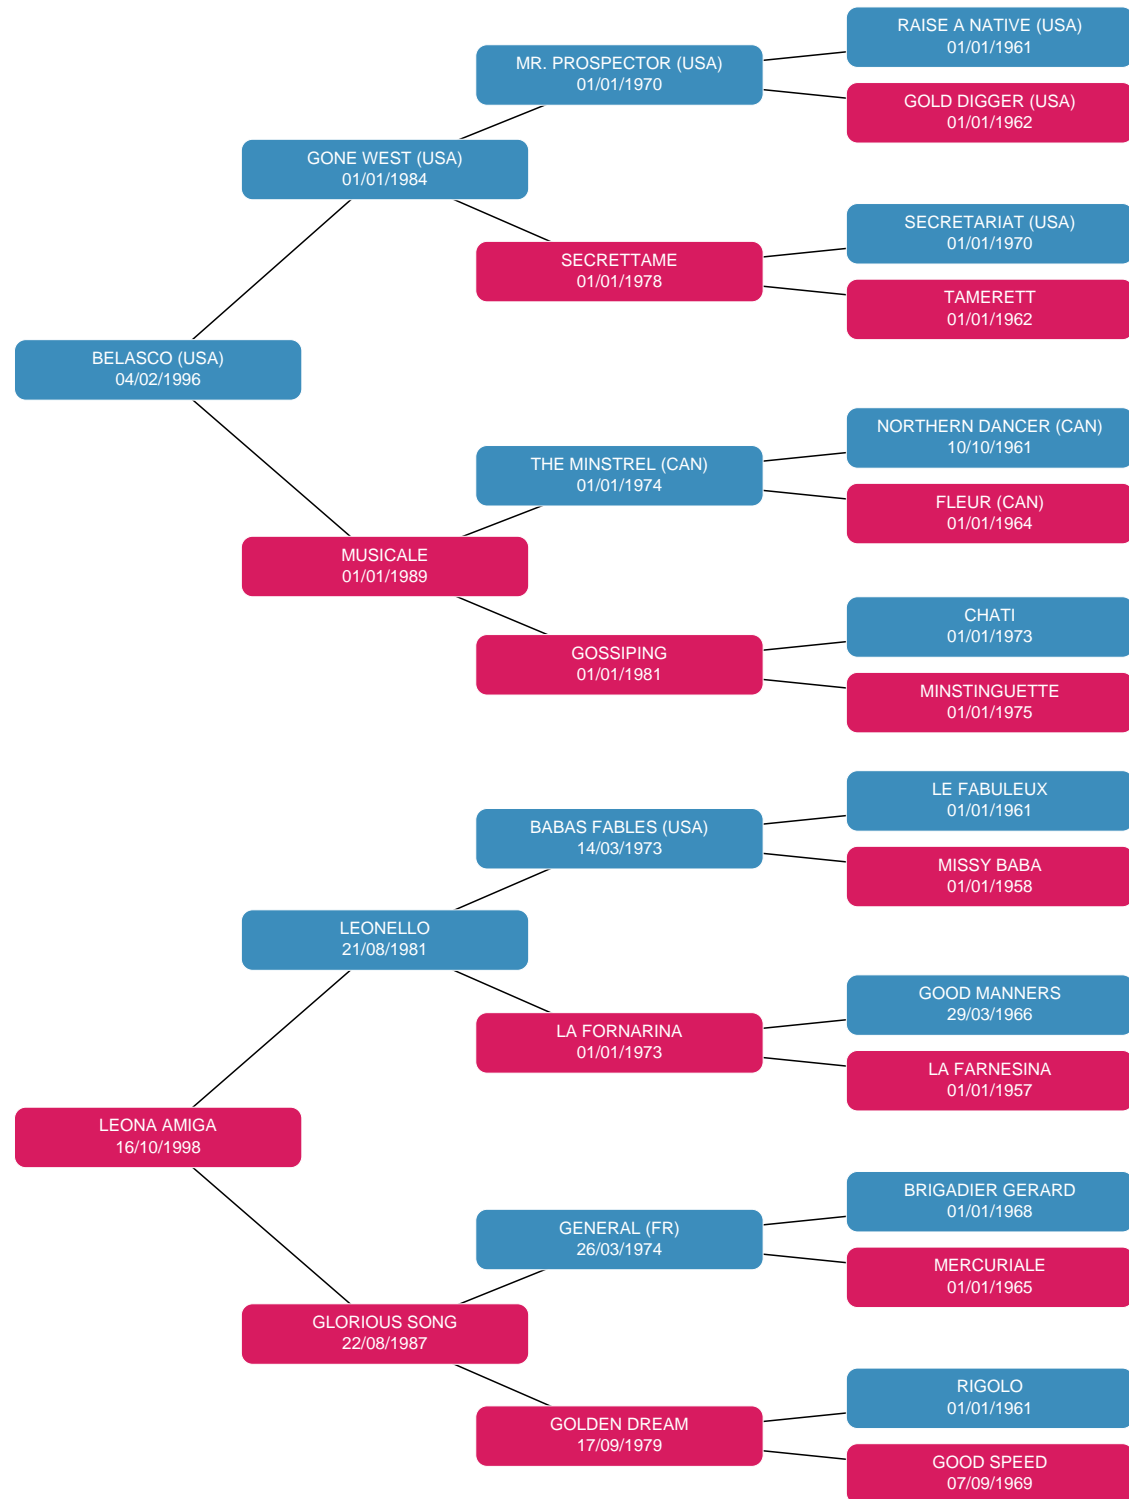 RAISE A NATIVE (USA)
01/01/1961
MR. PROSPECTOR (USA)
01/01/1970
GOLD DIGGER (USA)
01/01/1962
GONE WEST (USA)
01/01/1984
SECRETARIAT (USA)
01/01/1970
SECRETTAME
01/01/1978
TAMERETT
01/01/1962
BELASCO (USA)
04/02/1996
NORTHERN DANCER (CAN)
10/10/1961
THE MINSTREL (CAN)
01/01/1974
FLEUR (CAN)
01/01/1964
MUSICALE
01/01/1989
CHATI
01/01/1973
GOSSIPING
01/01/1981
MINSTINGUETTE
01/01/1975
LE FABULEUX
01/01/1961
BABAS FABLES (USA)
14/03/1973
MISSY BABA
01/01/1958
LEONELLO
21/08/1981
GOOD MANNERS
29/03/1966
LA FORNARINA
01/01/1973
LA FARNESINA
01/01/1957
LEONA AMIGA
16/10/1998
BRIGADIER GERARD
01/01/1968
GENERAL (FR)
26/03/1974
MERCURIALE
01/01/1965
GLORIOUS SONG
22/08/1987
RIGOLO
01/01/1961
GOLDEN DREAM
17/09/1979
GOOD SPEED
07/09/1969